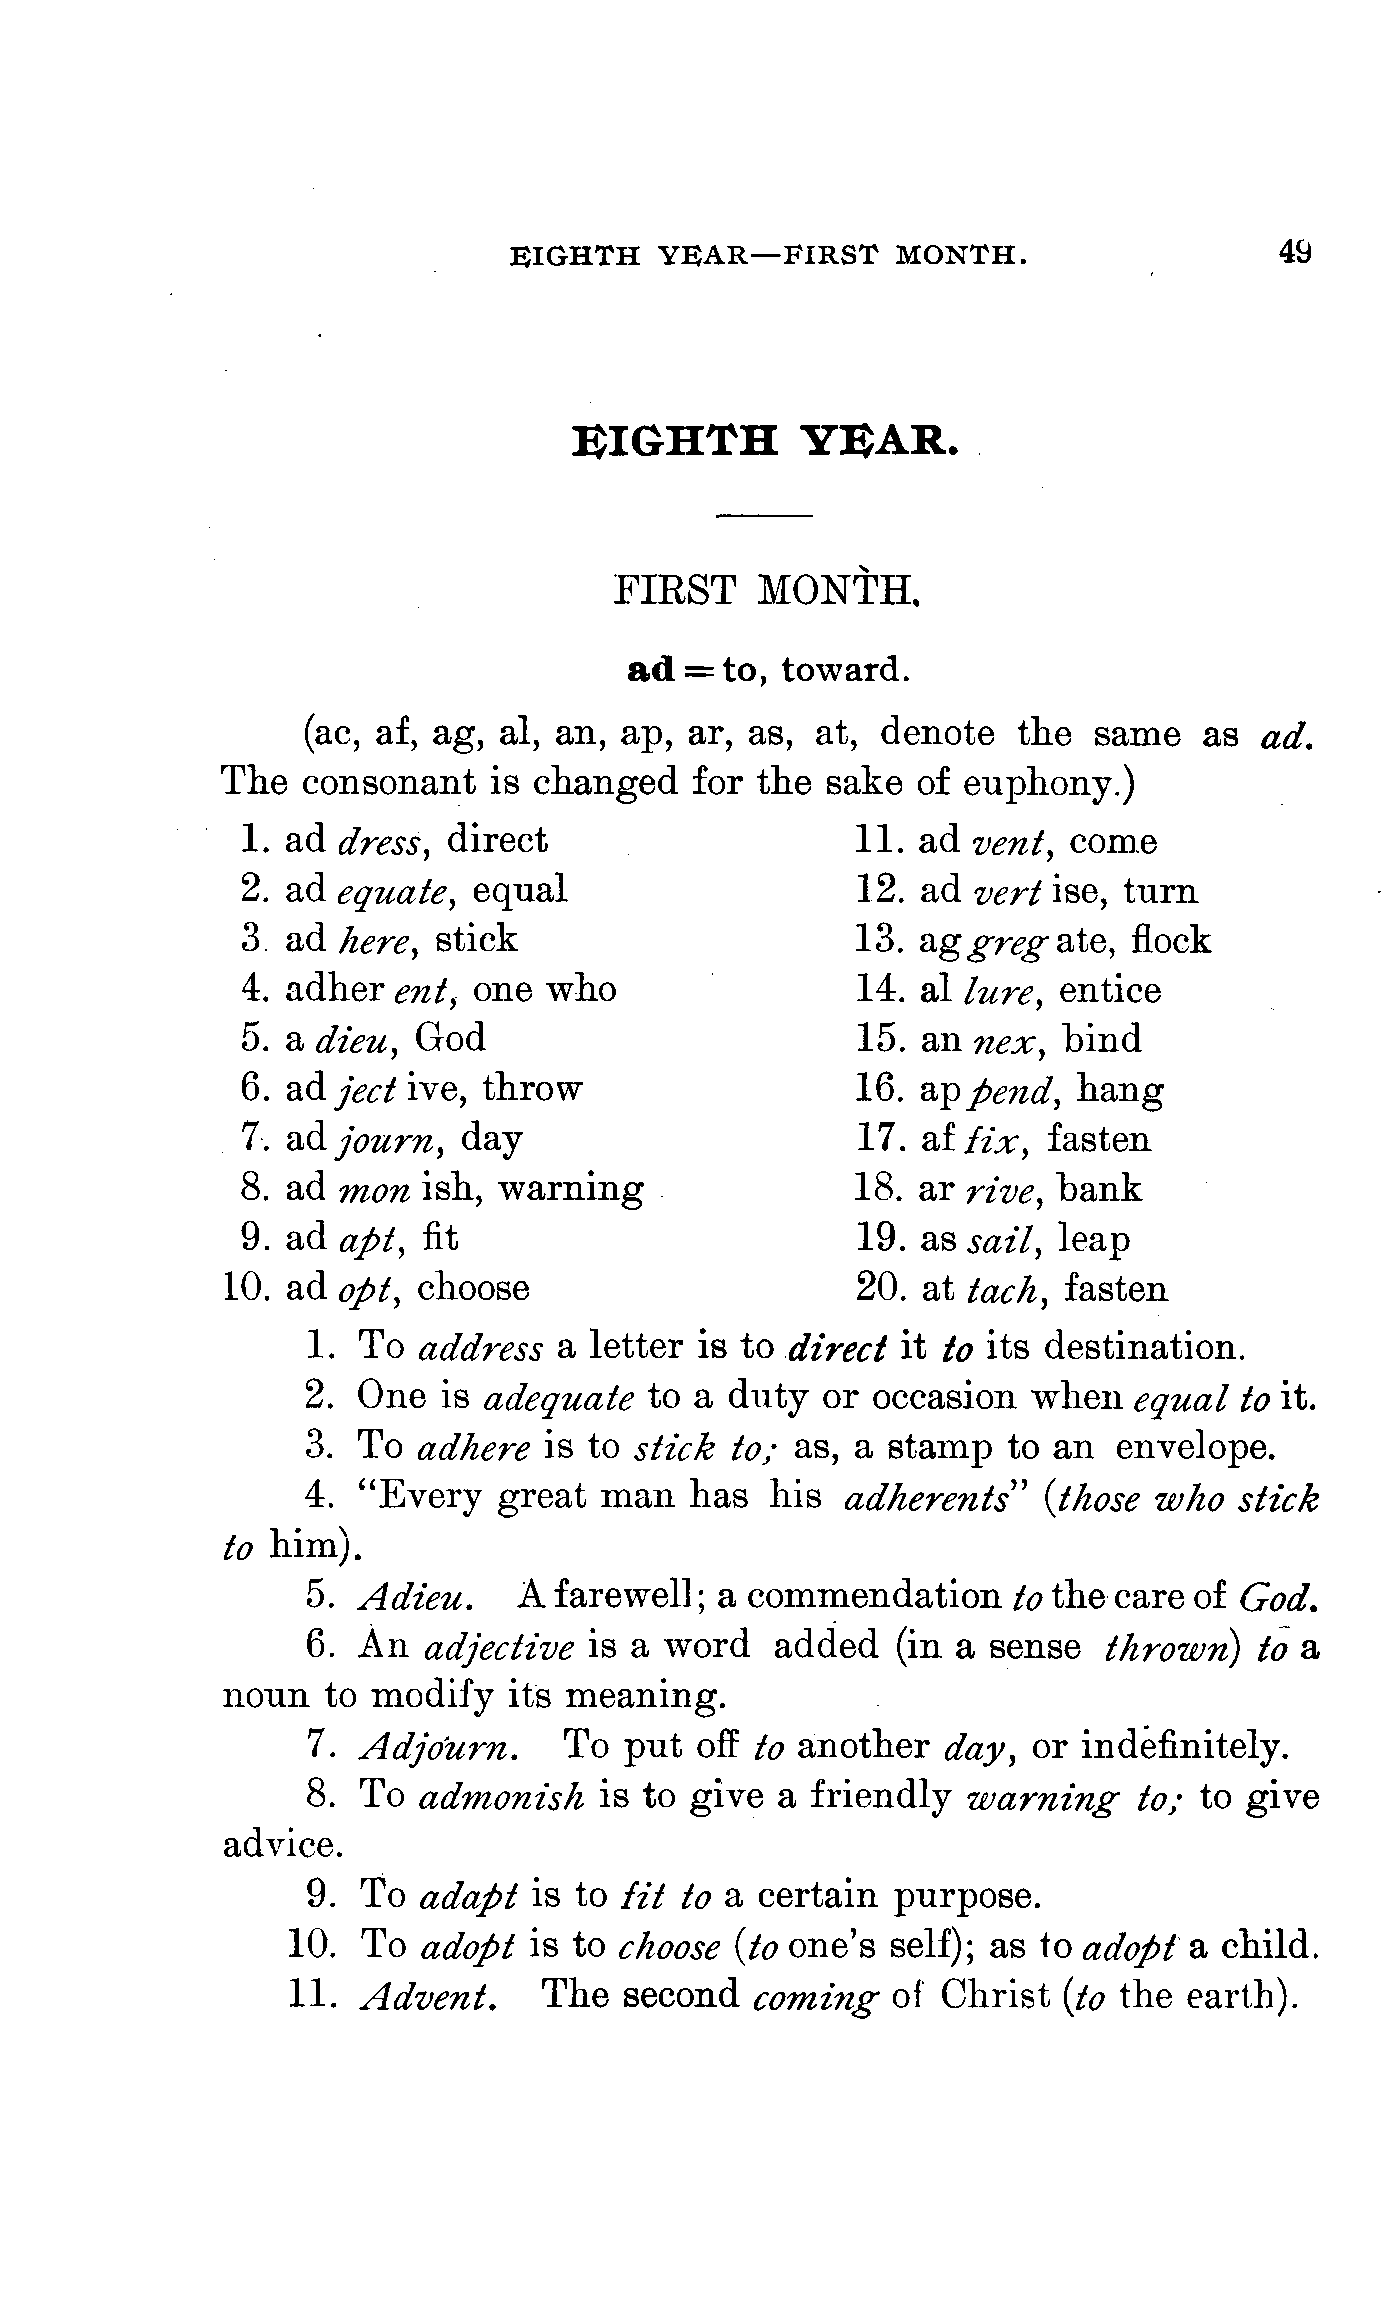 EIGHTH YEAR—FIRST MONTH. 49
EIGHTH YEAR.
FIRST MONTH.
ad = to, toward.
(ac, af, ag, al, an, ap, ar, as, at, denote the same as ad.
The consonant is changed for the sake of euphony.)
1. ad dress, direct
2. ad equate, equal
3. ad here, stick
4. adher ent, one who
5. a dieu, God
6. ad ject ive, throw
7. ad journ, day
8. ad mon ish, warning
9. ad apt, fit
10. ad opt, choose
11. ad vent, come
12. ad vert ise, turn
13. ag greg ate, flock
14. al lure, entice
15. an nex, bind
16. ap pend, hang
17. af fix, fasten
18. ar rive, bank
19. as sail, leap
20. at tach, fasten
1. To address a letter is to direct it to its destination.
2. One is adequate to a duty or occasion when equal to it.
3. To adhere is to stick to; as, a stamp to an envelope.
4. “Every great man has his adherents” (those who stick
to him).
5. Adieu. A farewell; a commendation to the care of God.
6. An adjective is a word added (in a sense thrown) to a
noun to modify its meaning.
7. Adjourn. To put off to another day, or indefinitely.
8. To admonish is to give a friendly warning to; to give
advice.
9. To adapt is to fit to a certain purpose.
10. To adopt is to choose (to one's self); as to adopt a child.
11. Advent. The second coming of Christ (to the earth).